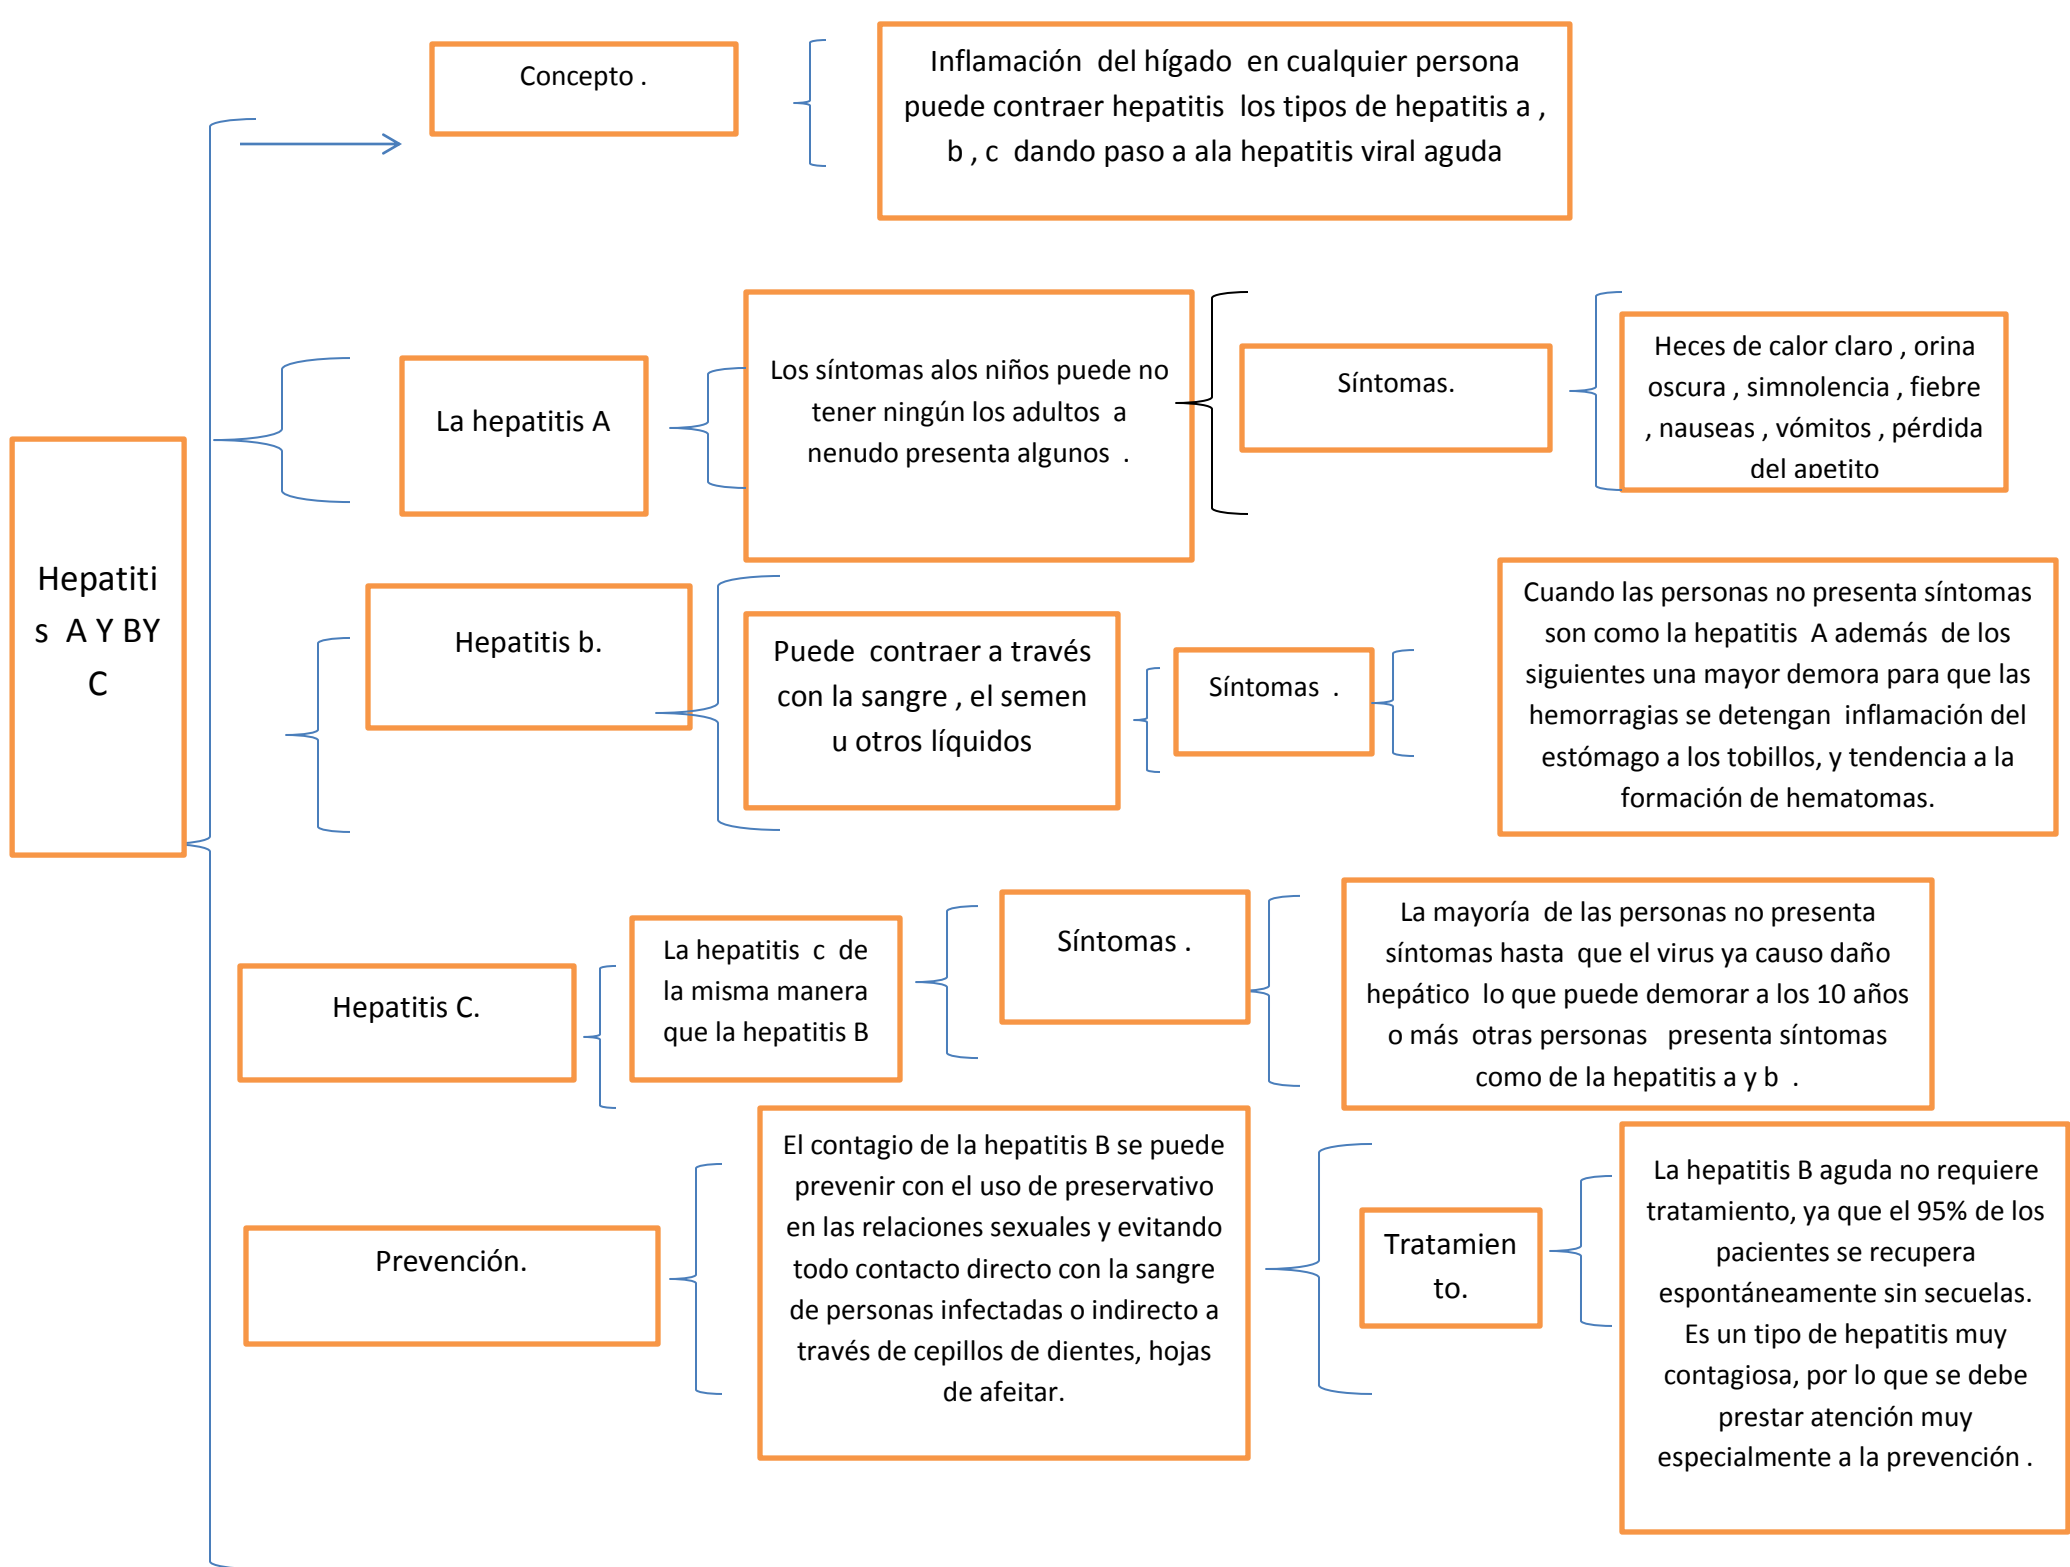 Concepto .
Inflamación  del hígado  en cualquier persona
puede contraer hepatitis  los tipos de hepatitis a ,
b , c  dando paso a ala hepatitis viral aguda
Hepatiti
s  A Y BY
C
La hepatitis A
Los síntomas alos niños puede no
tener ningún los adultos  a
nenudo presenta algunos  .
Síntomas.
Heces de calor claro , orina
oscura , simnolencia , fiebre
, nauseas , vómitos , pérdida
del apetito
Hepatitis b.
Puede  contraer a través
con la sangre , el semen
u otros líquidos
Síntomas  .
Cuando las personas no presenta síntomas
son como la hepatitis  A además  de los
siguientes una mayor demora para que las
hemorragias se detengan  inflamación del
estómago a los tobillos, y tendencia a la
formación de hematomas.
Hepatitis C.
La hepatitis  c  de
la misma manera
que la hepatitis B
Síntomas .
La mayoría  de las personas no presenta
síntomas hasta  que el virus ya causo daño
hepático  lo que puede demorar a los 10 años
o más  otras personas   presenta síntomas
como de la hepatitis a y b  .
Prevención.
El contagio de la hepatitis B se puede
prevenir con el uso de preservativo
en las relaciones sexuales y evitando
todo contacto directo con la sangre
de personas infectadas o indirecto a
través de cepillos de dientes, hojas
de afeitar.
Tratamien
to.
La hepatitis B aguda no requiere
tratamiento, ya que el 95% de los
pacientes se recupera
espontáneamente sin secuelas.
Es un tipo de hepatitis muy
contagiosa, por lo que se debe
prestar atención muy
especialmente a la prevención .